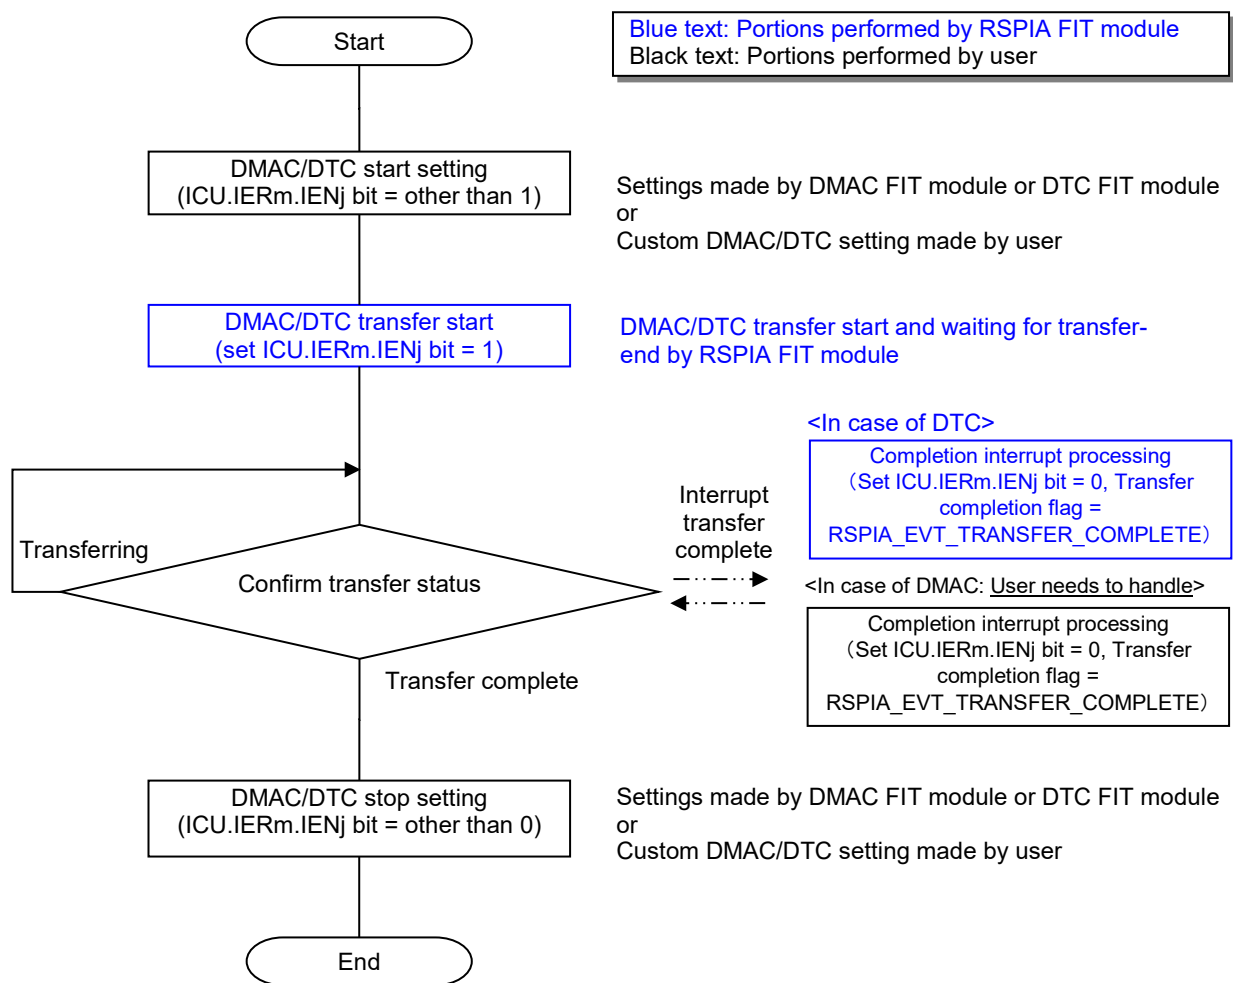 Start
Blue text: Portions performed by RSPIA FIT module
Black text: Portions performed by user
DMAC/DTC start setting
(ICU.IERm.IENj bit = other than 1)
Settings made by DMAC FIT module or DTC FIT module
or
Custom DMAC/DTC setting made by user
DMAC/DTC transfer start
(set ICU.IERm.IENj bit = 1)
DMAC/DTC transfer start and waiting for transfer-
end by RSPIA FIT module
<In case of DTC>
Completion interrupt processing
（Set ICU.IERm.IENj bit = 0, Transfer
completion flag =
RSPIA_EVT_TRANSFER_COMPLETE）
Interrupt
transfer
complete
Transferring
Confirm transfer status
<In case of DMAC: User needs to handle>
Completion interrupt processing
（Set ICU.IERm.IENj bit = 0, Transfer
completion flag =
RSPIA_EVT_TRANSFER_COMPLETE）
Transfer complete
DMAC/DTC stop setting
(ICU.IERm.IENj bit = other than 0)
Settings made by DMAC FIT module or DTC FIT module
or
Custom DMAC/DTC setting made by user
End